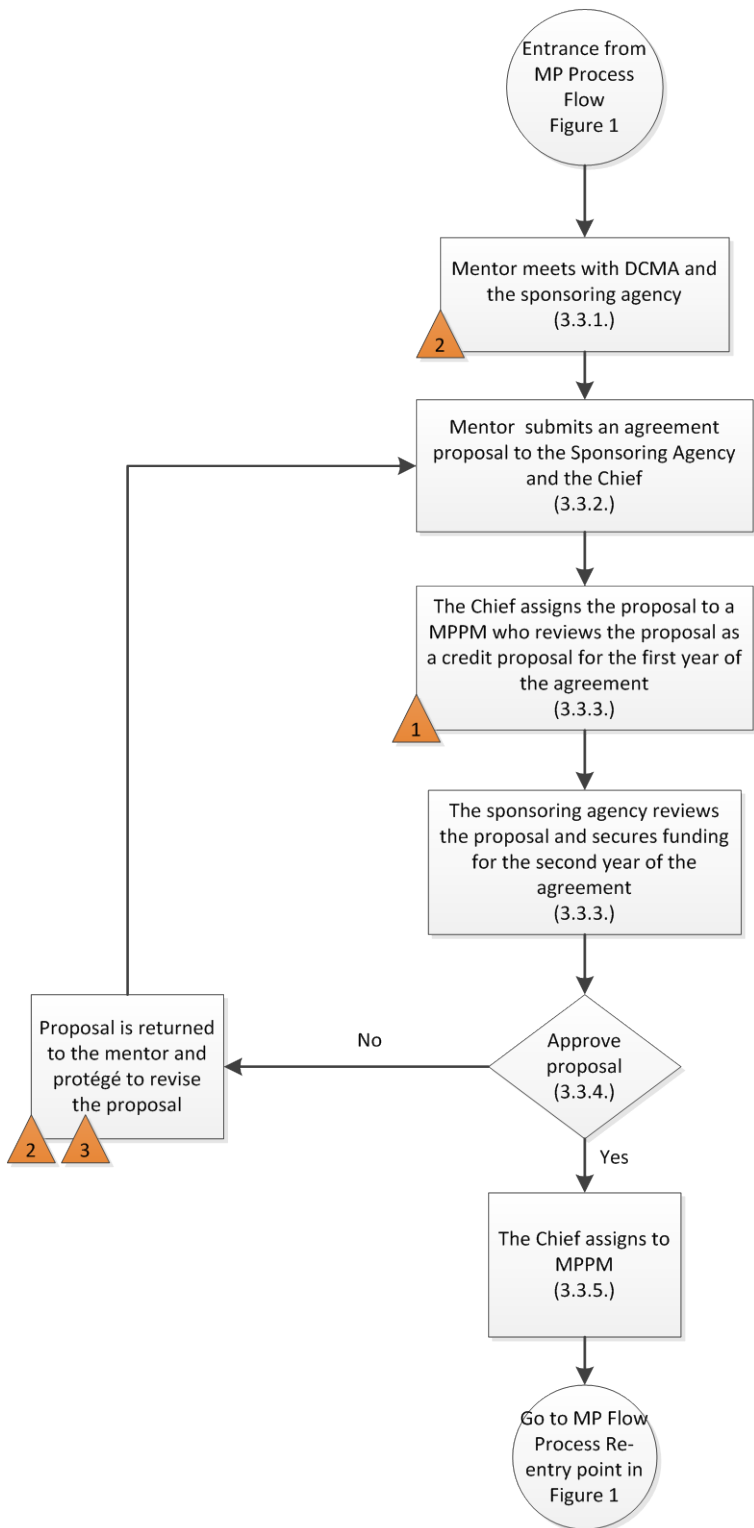 Entrance from
MP Process
Flow
Figure 1
Mentor meets with DCMA and
the sponsoring agency
(3.3.1.)
2
Mentor  submits an agreement
proposal to the Sponsoring Agency
and the Chief
(3.3.2.)
The Chief assigns the proposal to a
MPPM who reviews the proposal as
a credit proposal for the first year of
the agreement
(3.3.3.)
1
The sponsoring agency reviews
the proposal and secures funding
for the second year of the
agreement
(3.3.3.)
Approve
proposal
(3.3.4.)
No
Proposal is returned
to the mentor and
protégé to revise
the proposal
2
3
Yes
The Chief assigns to
MPPM
(3.3.5.)
Go to MP Flow
Process Re-
entry point in
Figure 1